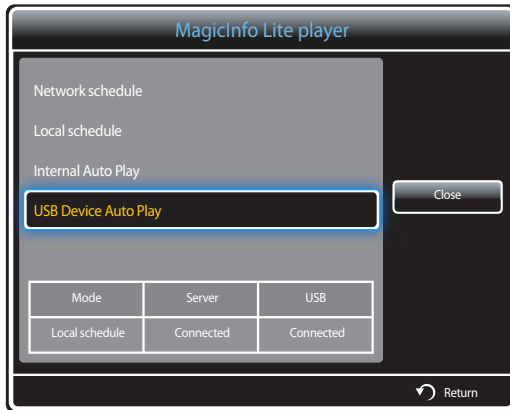 MagicInfo Lite player
Network schedule
Local schedule
Internal Auto Play
USB Device Auto Play
Close
Mode Server USB
Local schedule Connected Connected
Return